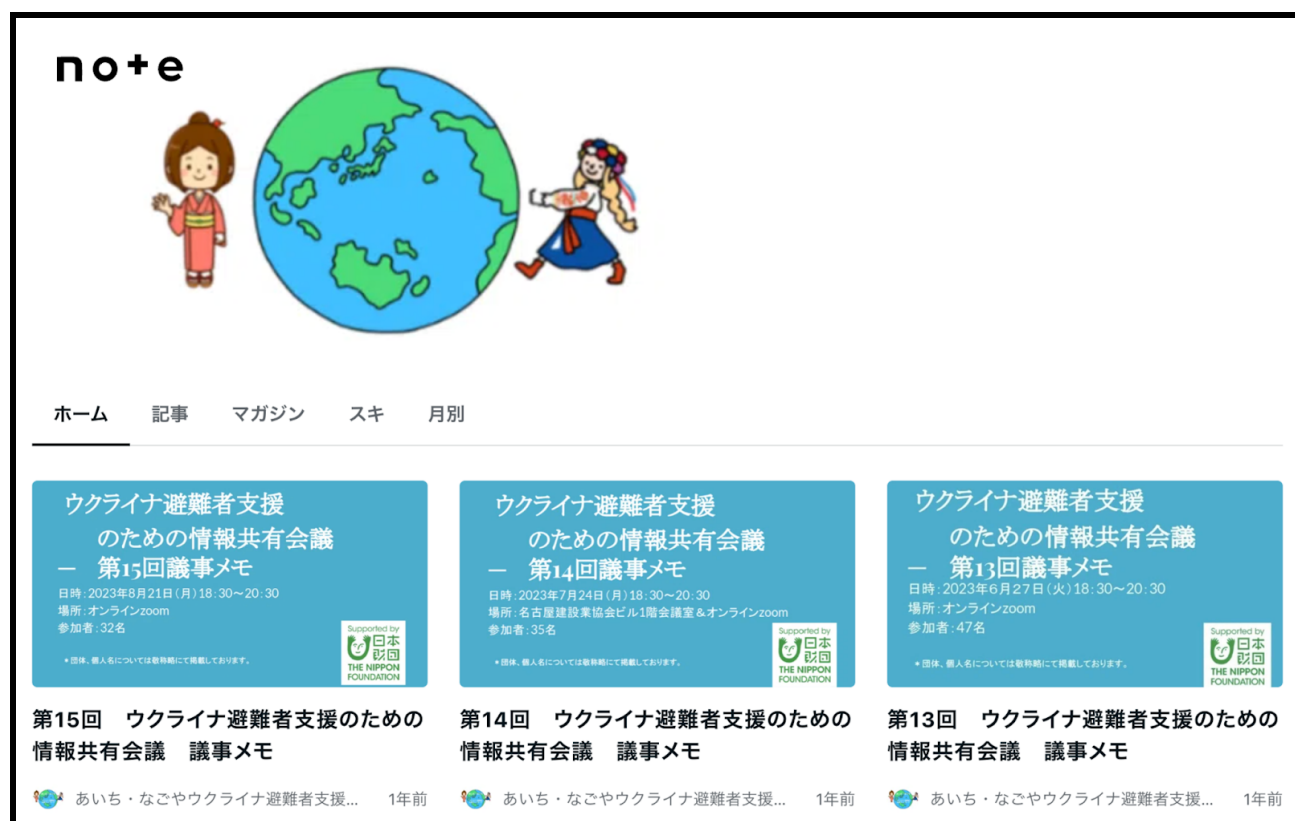 note
ホーム 記事 マガジン スキ 月別
ウクライナ避難者支援
のための情報共有会議
― 第15回議事メモ
日時:2023年8月21日(月)18:30〜20:30
場所:オンラインzoom
参加者:32名
*団体、個人名については敬称略にて掲載しております。
Supported by
日本
財団
THE NIPPON
FOUNDATION
ウクライナ避難者支援
のための情報共有会議
― 第14回議事メモ
日時:2023年7月24日(月)18:30〜20:30
場所:名古屋建設業協会ビル1階会議室&オンラインzoom
参加者:35名
*団体、個人名については敬称略にて掲載しております。
Supported by
日本
財団
THE NIPPON
FOUNDATION
ウクライナ避難者支援
のための情報共有会議
― 第13回議事メモ
日時:2023年6月27日(火)18:30〜20:30
場所:オンラインzoom
参加者:47名
*団体、個人名については敬称略にて掲載しております。
Supported by
日本
財団
THE NIPPON
FOUNDATION
第15回 ウクライナ避難者支援のための
情報共有会議 議事メモ
あいち・なごやウクライナ避難者支援... 1年前
第14回 ウクライナ避難者支援のための
情報共有会議 議事メモ
あいち・なごやウクライナ避難者支援... 1年前
第13回 ウクライナ避難者支援のための
情報共有会議 議事メモ
あいち・なごやウクライナ避難者支援... 1年前